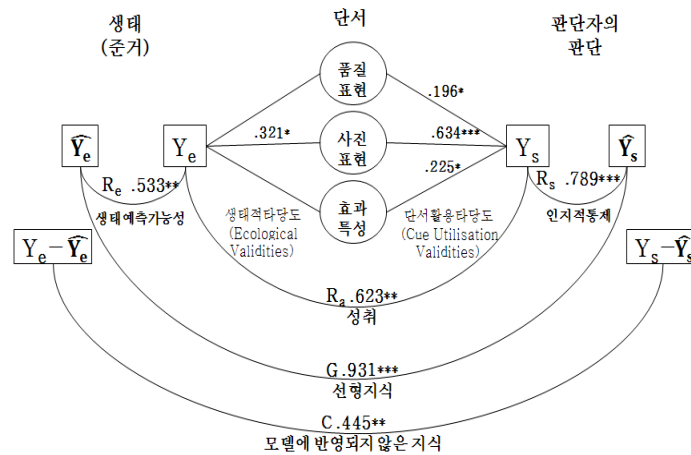 생태
(준거)
단서
판단자의
판단
품질
표현
.196*
Ŷe
Ye
.321*
사진
표현
.634***
Ys
Ŷs
Re .533**
생태예측가능성
.225*
Rs .789***
인지적통제
생태적타당도
(Ecological
Validities)
효과
특성
단서활용타당도
(Cue Utilisation
Validities)
Ye−Ŷe
Ys−Ŷs
Ra.623**
성취
G.931***
선형지식
C.445**
모델에 반영되지 않은 지식